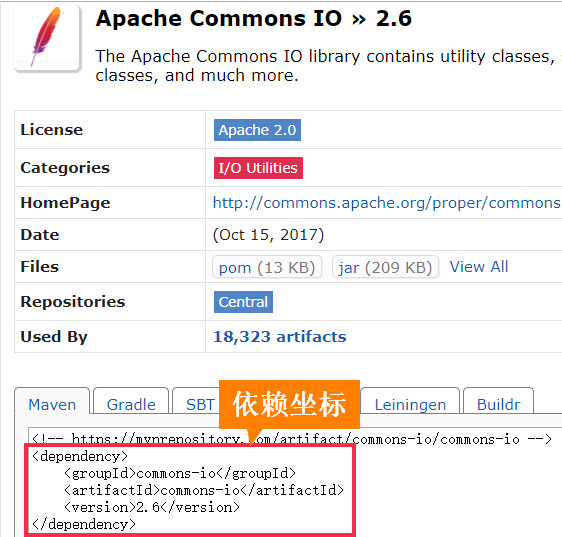 Apache Commons IO » 2.6
The Apache Commons IO library contains utility classes,
classes, and much more.
License Apache 2.0
Categories I/O Utilities
HomePage http://commons.apache.org/proper/commons
Date (Oct 15, 2017)
Files pom (13 KB) jar (209 KB) View All
Repositories Central
Used By 18,323 artifacts
Maven Gradle SBT 依赖坐标 Leiningen Buildr
<!-- https://mvnrepository.com/artifact/commons-io/commons-io -->
<dependency>
<groupId>commons-io</groupId>
<artifactId>commons-io</artifactId>
<version>2.6</version>
</dependency>